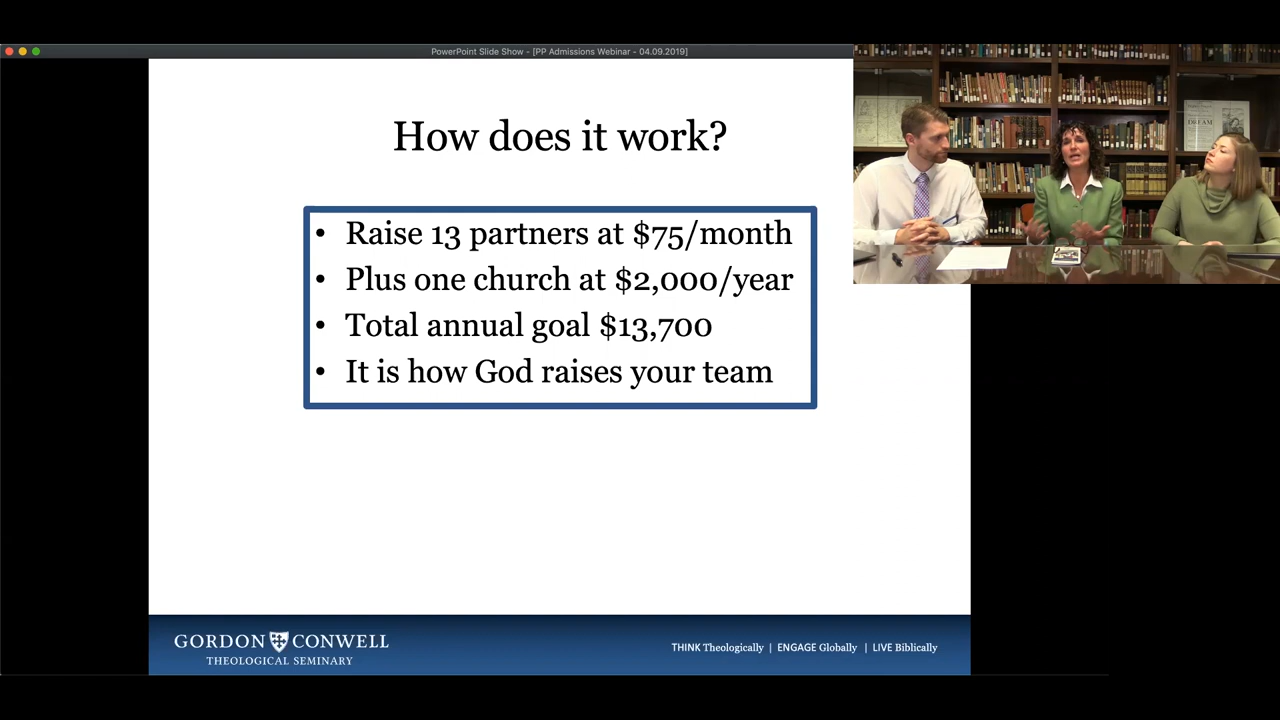 PowerPoint Slide Show - [PP Admissions Webinar - 04.09.2019]
How does it work?
• Raise 13 partners at $75/month
• Plus one church at $2,000/year
• Total annual goal $13,700
• It is how God raises your team
DREAM
GORDON CONWELL
THEOLOGICAL SEMINARY
THINK Theologically | ENGAGE Globally | LIVE Biblically